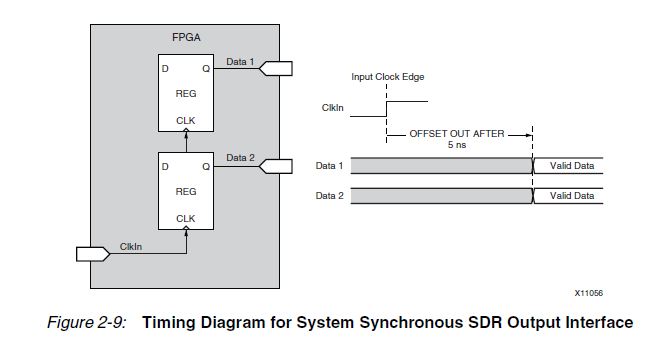 FPGA
Data 1
D Q
REG
CLK
Data 2
D Q
REG
CLK
ClkIn
Input Clock Edge
ClkIn
OFFSET OUT AFTER
5 ns
Data 1 Valid Data
Data 2 Valid Data
X11056
Figure 2-9: Timing Diagram for System Synchronous SDR Output Interface